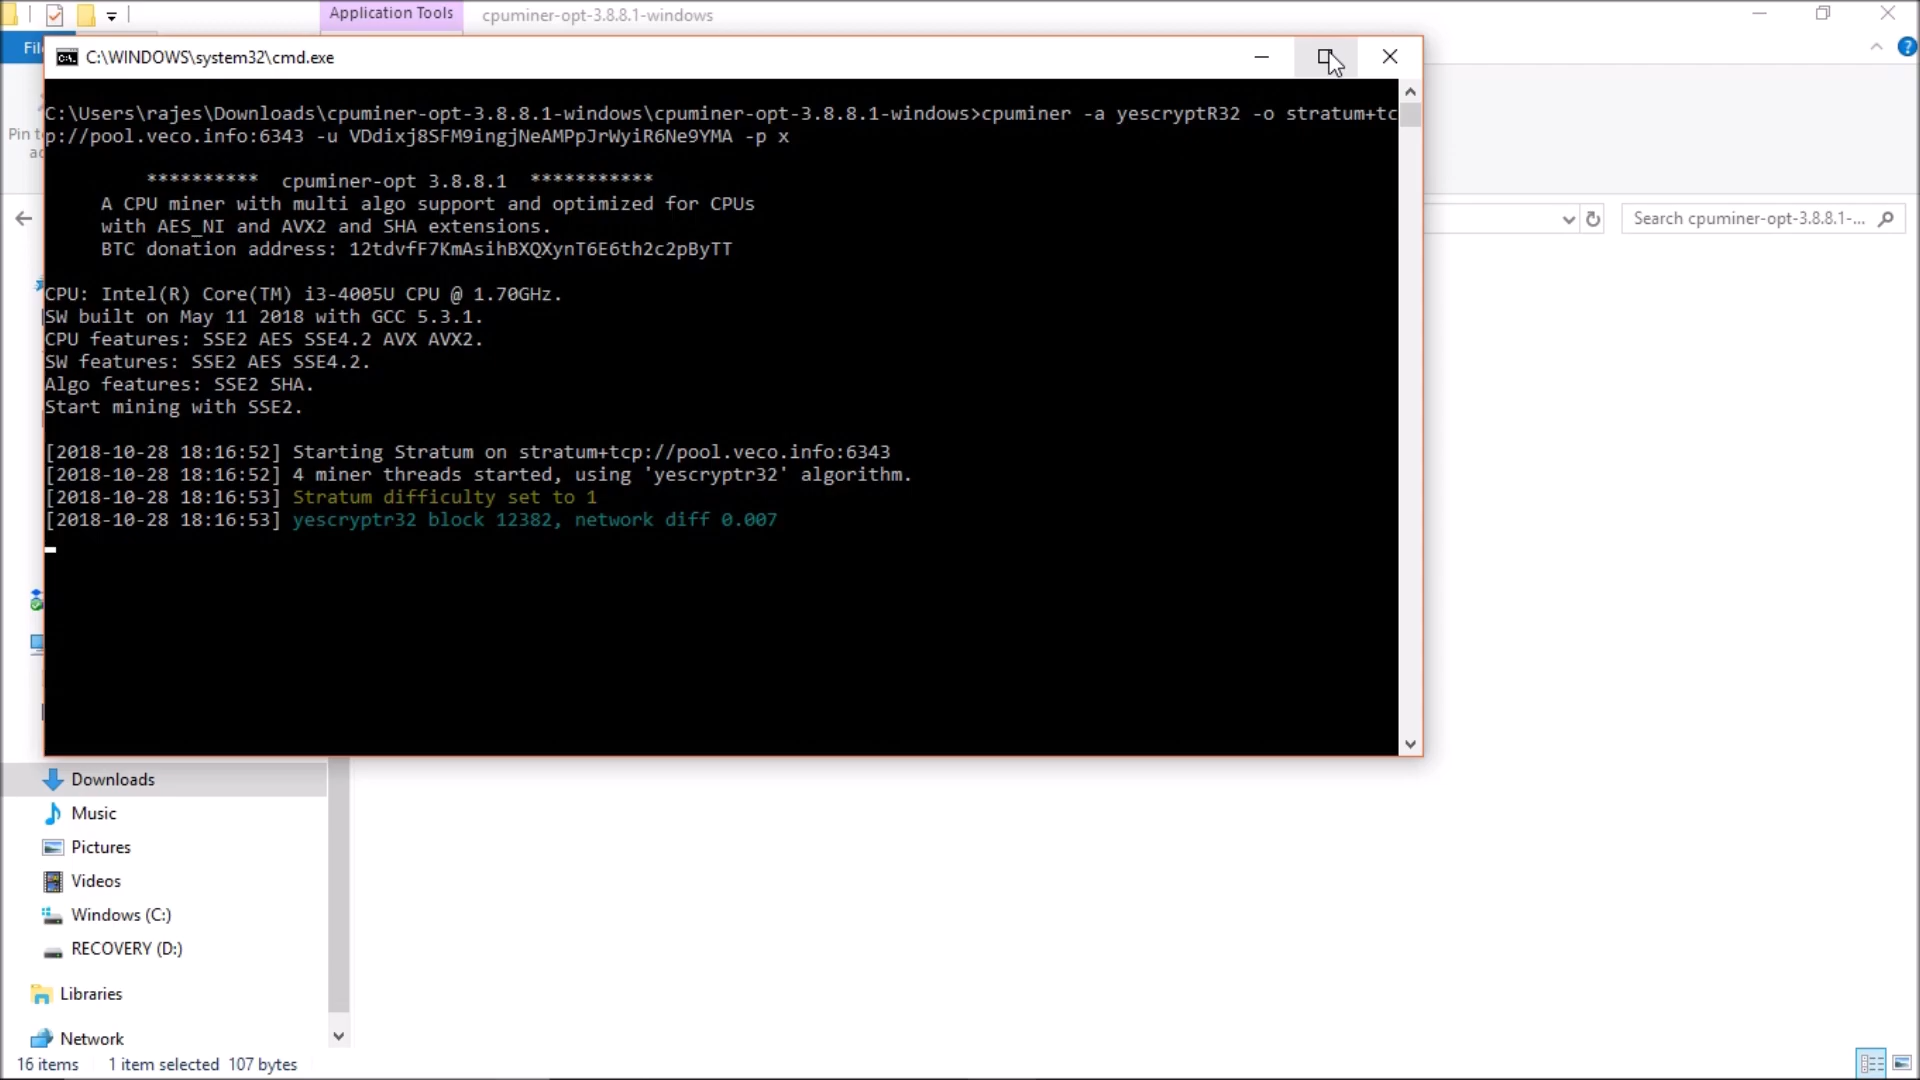 Application Tools
cpuminer-opt-3.8.8.1-windows
C:\WINDOWS\system32\cmd.exe
C:\Users\rajes\Downloads\cpuminer-opt-3.8.8.1-windows\cpuminer-opt-3.8.8.1-windows>cpuminer -a yescryptR32 -o stratum+tc
p://pool.veco.info:6343 -u VDdixj8SFM9ingjNeAMPpJrWyiR6Ne9YMA -p x
********** cpuminer-opt 3.8.8.1 ***********
A CPU miner with multi algo support and optimized for CPUs
with AES_NI and AVX2 and SHA extensions.
BTC donation address: 12tdvfF7KmAsihBXQXynT6E6th2c2pByTT
CPU: Intel(R) Core(TM) i3-4005U CPU @ 1.70GHz.
SW built on May 11 2018 with GCC 5.3.1.
CPU features: SSE2 AES SSE4.2 AVX AVX2.
SW features: SSE2 AES SSE4.2.
Algo features: SSE2 SHA.
Start mining with SSE2.
[2018-10-28 18:16:52] Starting Stratum on stratum+tcp://pool.veco.info:6343
[2018-10-28 18:16:52] 4 miner threads started, using 'yescryptr32' algorithm.
[2018-10-28 18:16:53] Stratum difficulty set to 1
[2018-10-28 18:16:53] yescryptr32 block 12382, network diff 0.007
Search cpuminer-opt-3.8.8.1-...
Downloads
Music
Pictures
Videos
Windows (C:)
RECOVERY (D:)
Libraries
Network
16 items 1 item selected 107 bytes